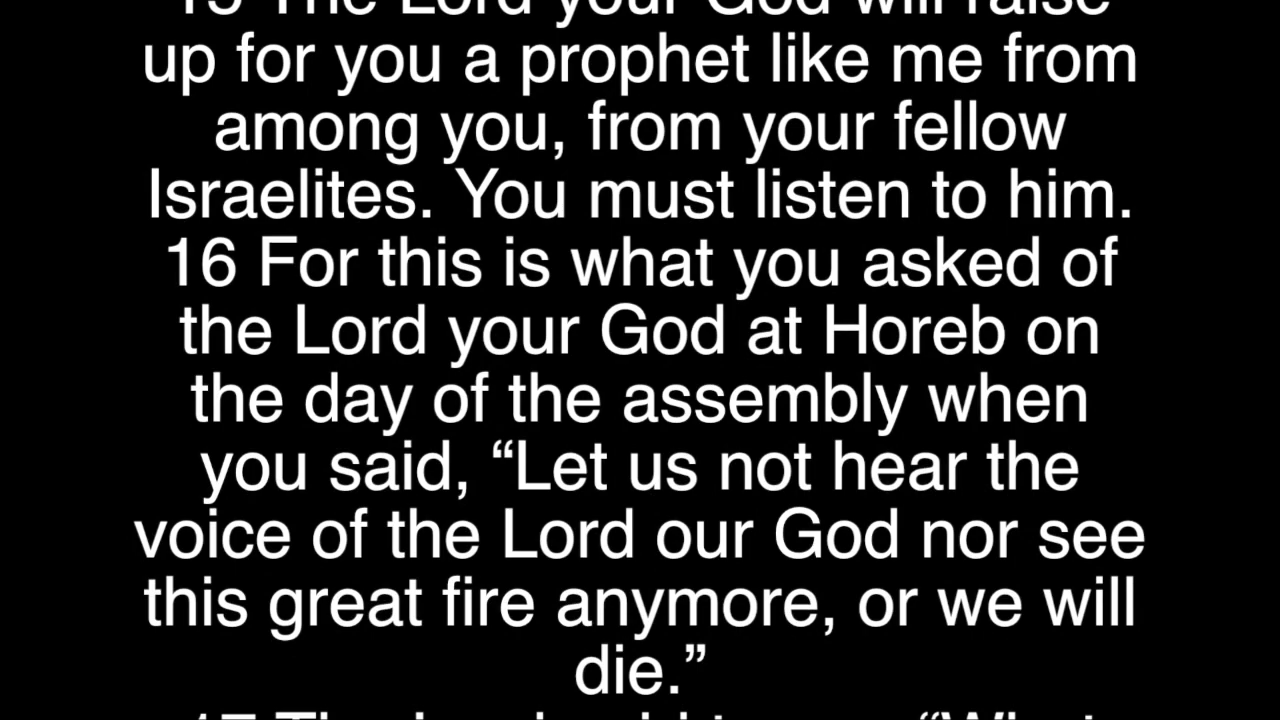 15 The Lord your God will raise
up for you a prophet like me from
among you, from your fellow
Israelites. You must listen to him.
16 For this is what you asked of
the Lord your God at Horeb on
the day of the assembly when
you said, “Let us not hear the
voice of the Lord our God nor see
this great fire anymore, or we will
die.”
17 The Lord said to me: “What